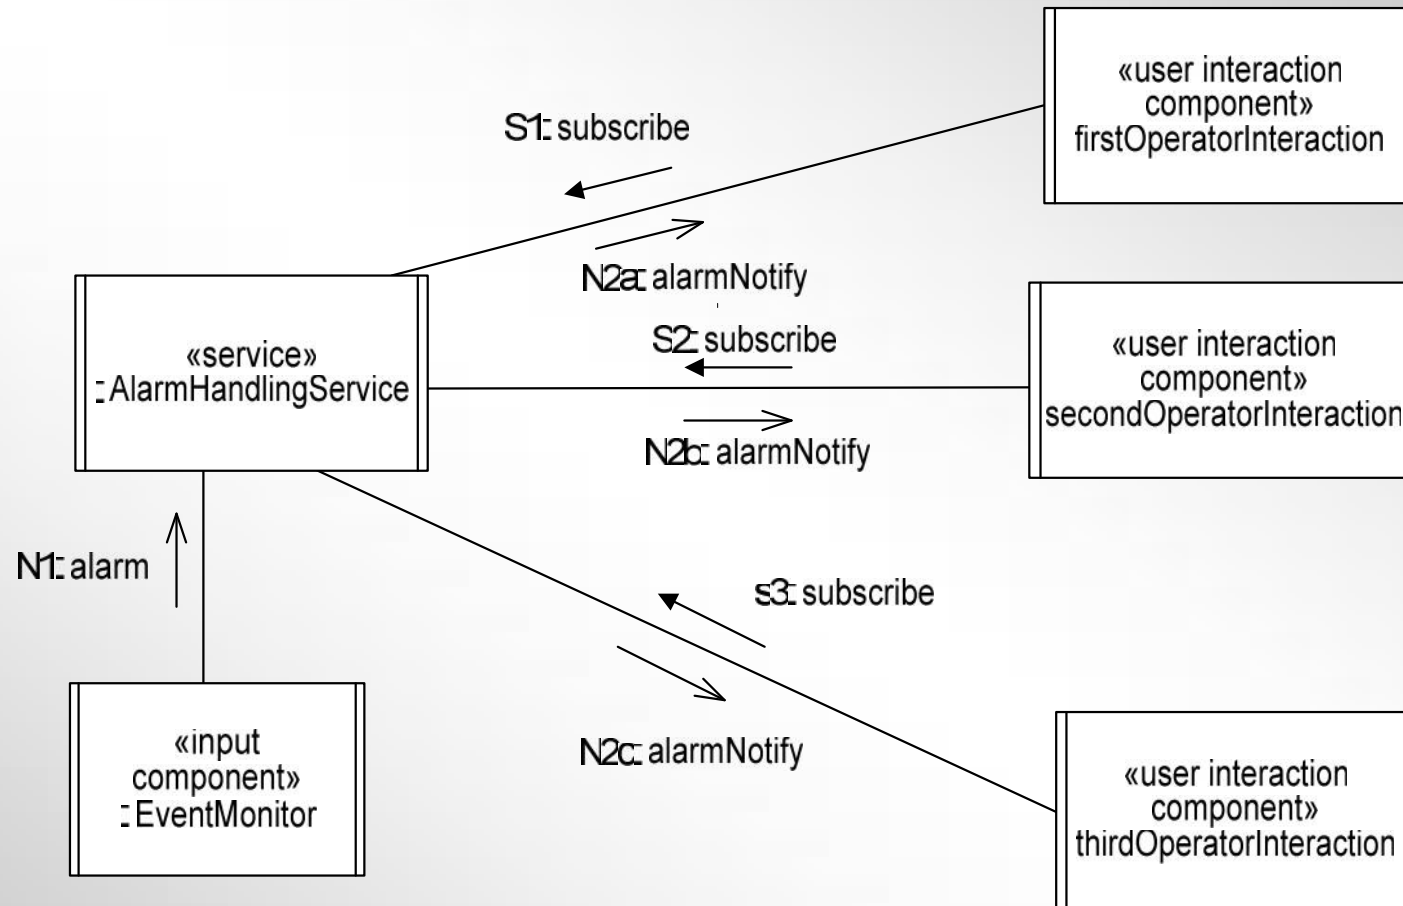 «user interaction
component»
firstOperatorInteraction
S1: subscribe
N2a: alarmNotify
S2: subscribe
«service»
: AlarmHandlingService
«user interaction
component»
secondOperatorInteraction
N2b: alarmNotify
N1: alarm
s3: subscribe
N2c: alarmNotify
«input
component»
: EventMonitor
«user interaction
component»
thirdOperatorInteraction